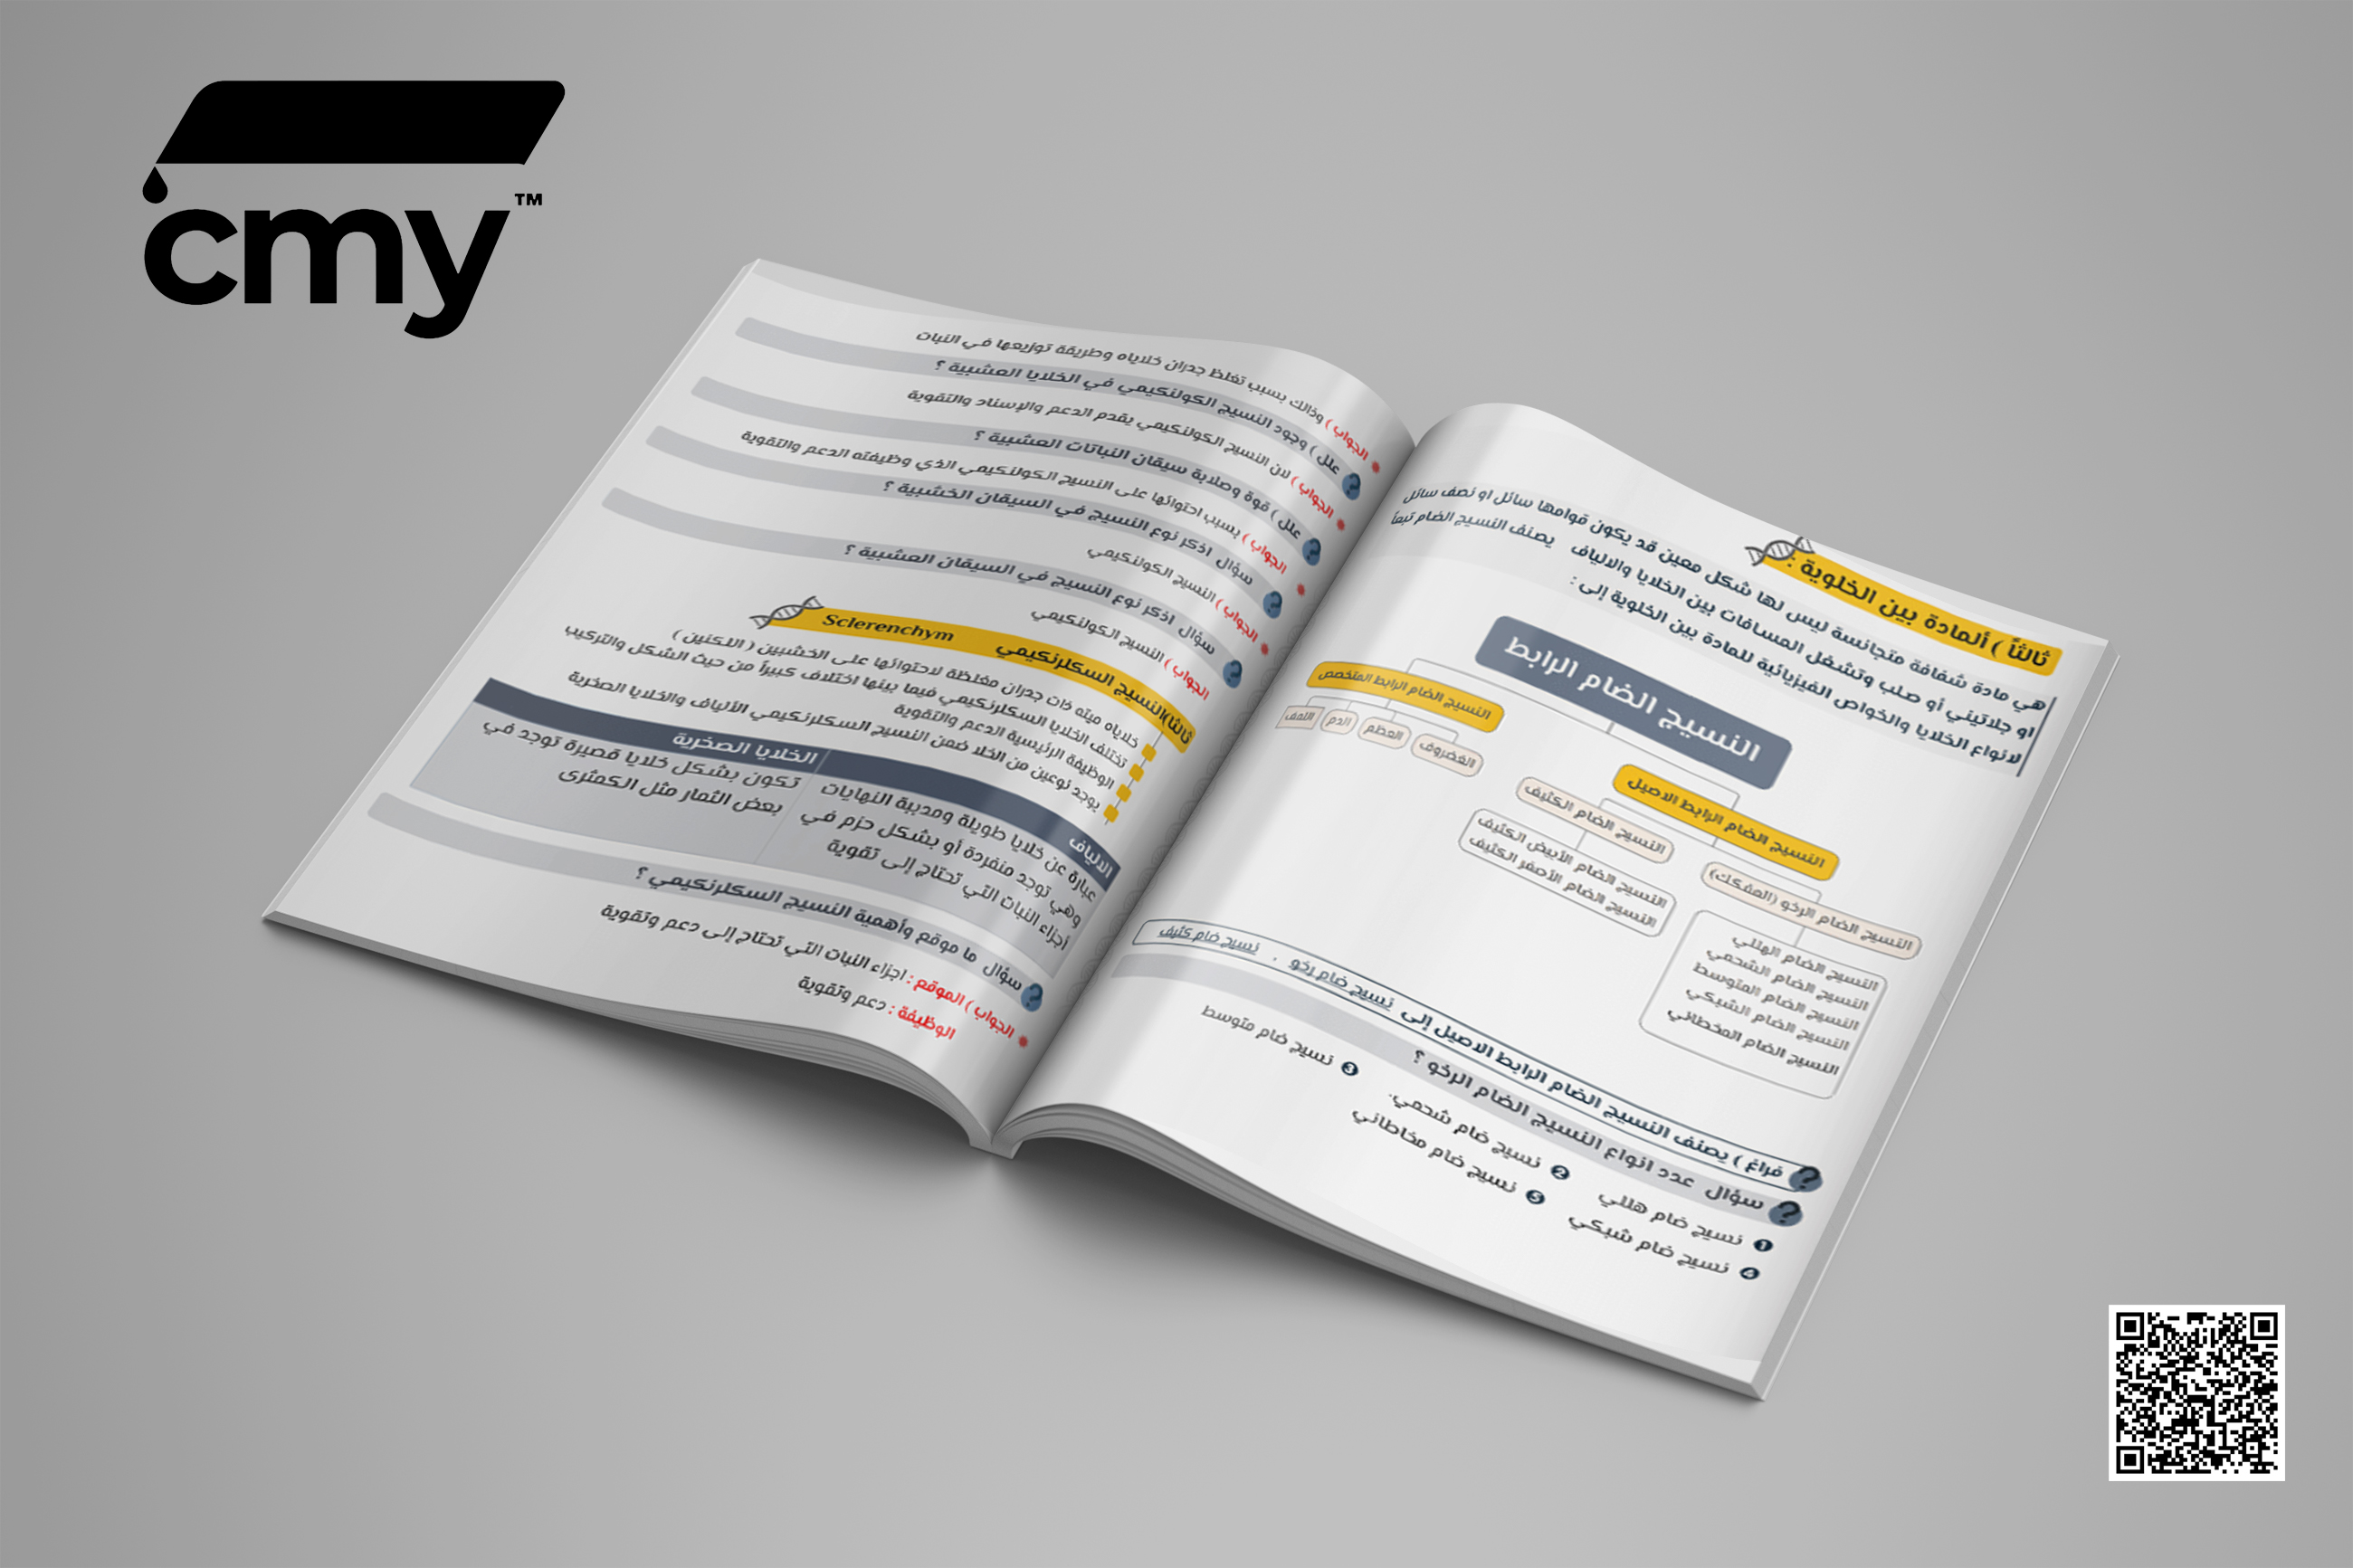 cmy™
ثالثاً ) ألمادة بين الخلوية :
هي مادة شفافة متجانسة ليس لها شكل معين قد يكون قوامها سائل او نصف سائل
او جلاتيني أو صلب وتشغل المسافات بين الخلايا والالياف يصنف النسيج الضام تبعاً
لانواع الخلايا والخواص الفيزيائية للمادة بين الخلوية إلى :
النسيج الضام الرابط
النسيج الضام الرابط الاصيل
النسيج الضام الرابط المتخصص
النسيج الضام الرخو (المفكك)
النسيج الضام الكثيف
الغضروف
العظم
الدم
اللمف
النسيج الضام الهللي
النسيج الضام الشحمي
النسيج الضام المتوسط
النسيج الضام الشبكي
النسيج الضام المخطاني
النسيج الضام الأبيض الكثيف
النسيج الضام الأصفر الكثيف
فراغ ) يصنف النسيج الضام الرابط الاصيل إلى نسيج ضام رخو , نسيج ضام كثيف
سؤال عدد انواع النسيج الضام الرخو ؟
1 نسيج ضام هللي 2 نسيج ضام شحمي. 3 نسيج ضام متوسط
4 نسيج ضام شبكي 5 نسيج ضام مخاطاني
الجواب ) وذالك بسبب تغلظ جدران خلاياه وطريقة توزيعها في النبات
علل ) وجود النسيج الكولنكيمي في الخلايا العشبية ؟
الجواب ) لان النسيج الكولنكيمي يقدم الدعم والإسناد والتقوية
علل ) قوة وصلابة سيقان النباتات العشبية ؟
الجواب ) بسبب احتوائها على النسيج الكولنكيمي الذي وظيفته الدعم والتقوية
سؤال اذكر نوع النسيج في السيقان الخشبية ؟
الجواب ) النسيج الكولنكيمي
سؤال اذكر نوع النسيج في السيقان العشبية ؟
الجواب ) النسيج الكولنكيمي
ثالثا)النسيج السكلرنكيمي Sclerenchym
خلاياه ميته ذات جدران مغلظة لاحتوائها على الخشبين ( اللكنين )
تختلف الخلايا السكلرنكيمي فيما بينها اختلاف كبيراً من حيث الشكل والتركيب
الوظيفة الرئيسية الدعم والتقوية
يوجد نوعين من الخلا ضمن النسيج السكلرنكيمي الألياف والخلايا الصخرية
الالياف
الخلايا الصخرية
عبارة عن خلايا طويلة ومدببة النهايات
وهي توجد منفردة أو بشكل حزم في
أجزاء النبات التي تحتاج إلى تقوية
تكون بشكل خلايا قصيرة توجد في
بعض الثمار مثل الكمثرى
سؤال ما موقع وأهمية النسيج السكلرنكيمي ؟
الجواب ) الموقع : اجزاء النبات التي تحتاج إلى دعم وتقوية
الوظيفة : دعم وتقوية